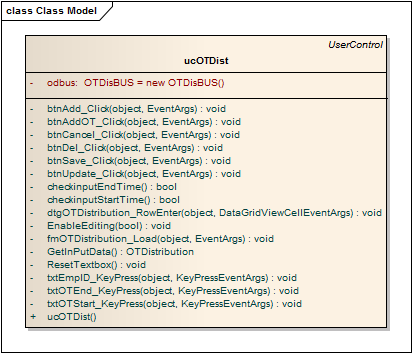 class Class Model
UserControl
ucOTDist
- odbus: OTDisBUS = new OTDisBUS()
- btnAdd_Click(object, EventArgs) : void
- btnAddOT_Click(object, EventArgs) : void
- btnCancel_Click(object, EventArgs) : void
- btnDel_Click(object, EventArgs) : void
- btnSave_Click(object, EventArgs) : void
- btnUpdate_Click(object, EventArgs) : void
- checkinputEndTime() : bool
- checkinputStartTime() : bool
- dtgOTDistribution_RowEnter(object, DataGridViewCellEventArgs) : void
- EnableEditing(bool) : void
- fmOTDistribution_Load(object, EventArgs) : void
- GetInPutData() : OTDistribution
- ResetTextbox() : void
- txtEmpID_KeyPress(object, KeyPressEventArgs) : void
- txtOTEnd_KeyPress(object, KeyPressEventArgs) : void
- txtOTStart_KeyPress(object, KeyPressEventArgs) : void
+ ucOTDist()